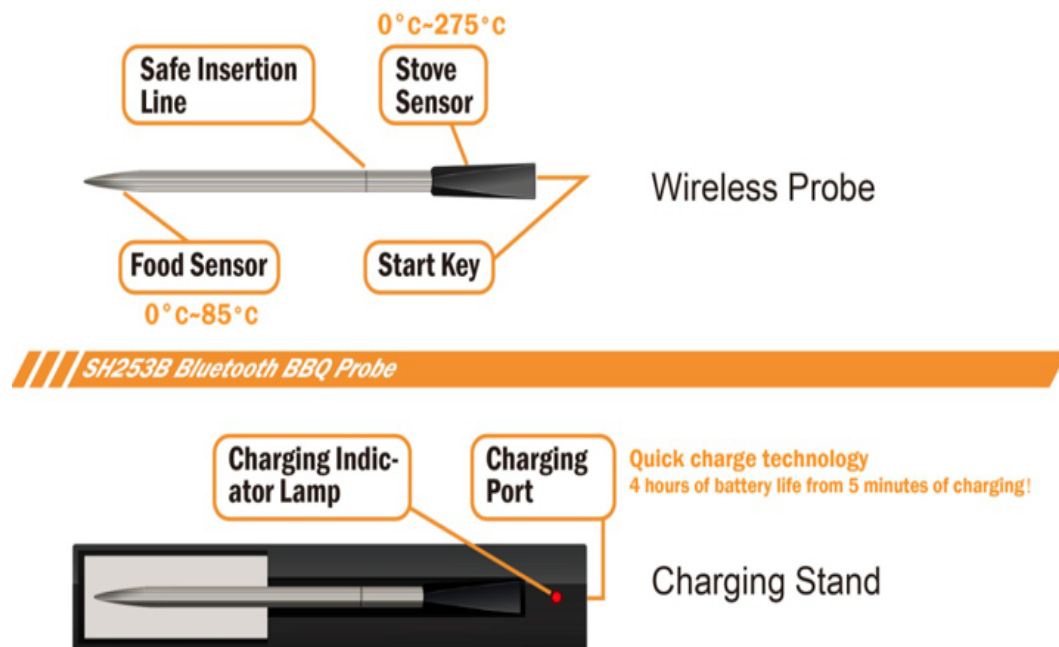 0°C~275°C
Safe Insertion
Line
Stove
Sensor
Wireless Probe
Food Sensor
Start Key
0°C~85°C
SH253B Bluetooth BBQ Probe
Charging Indic-
ator Lamp
Charging
Port
Quick charge technology
4 hours of battery life from 5 minutes of charging!
Charging Stand